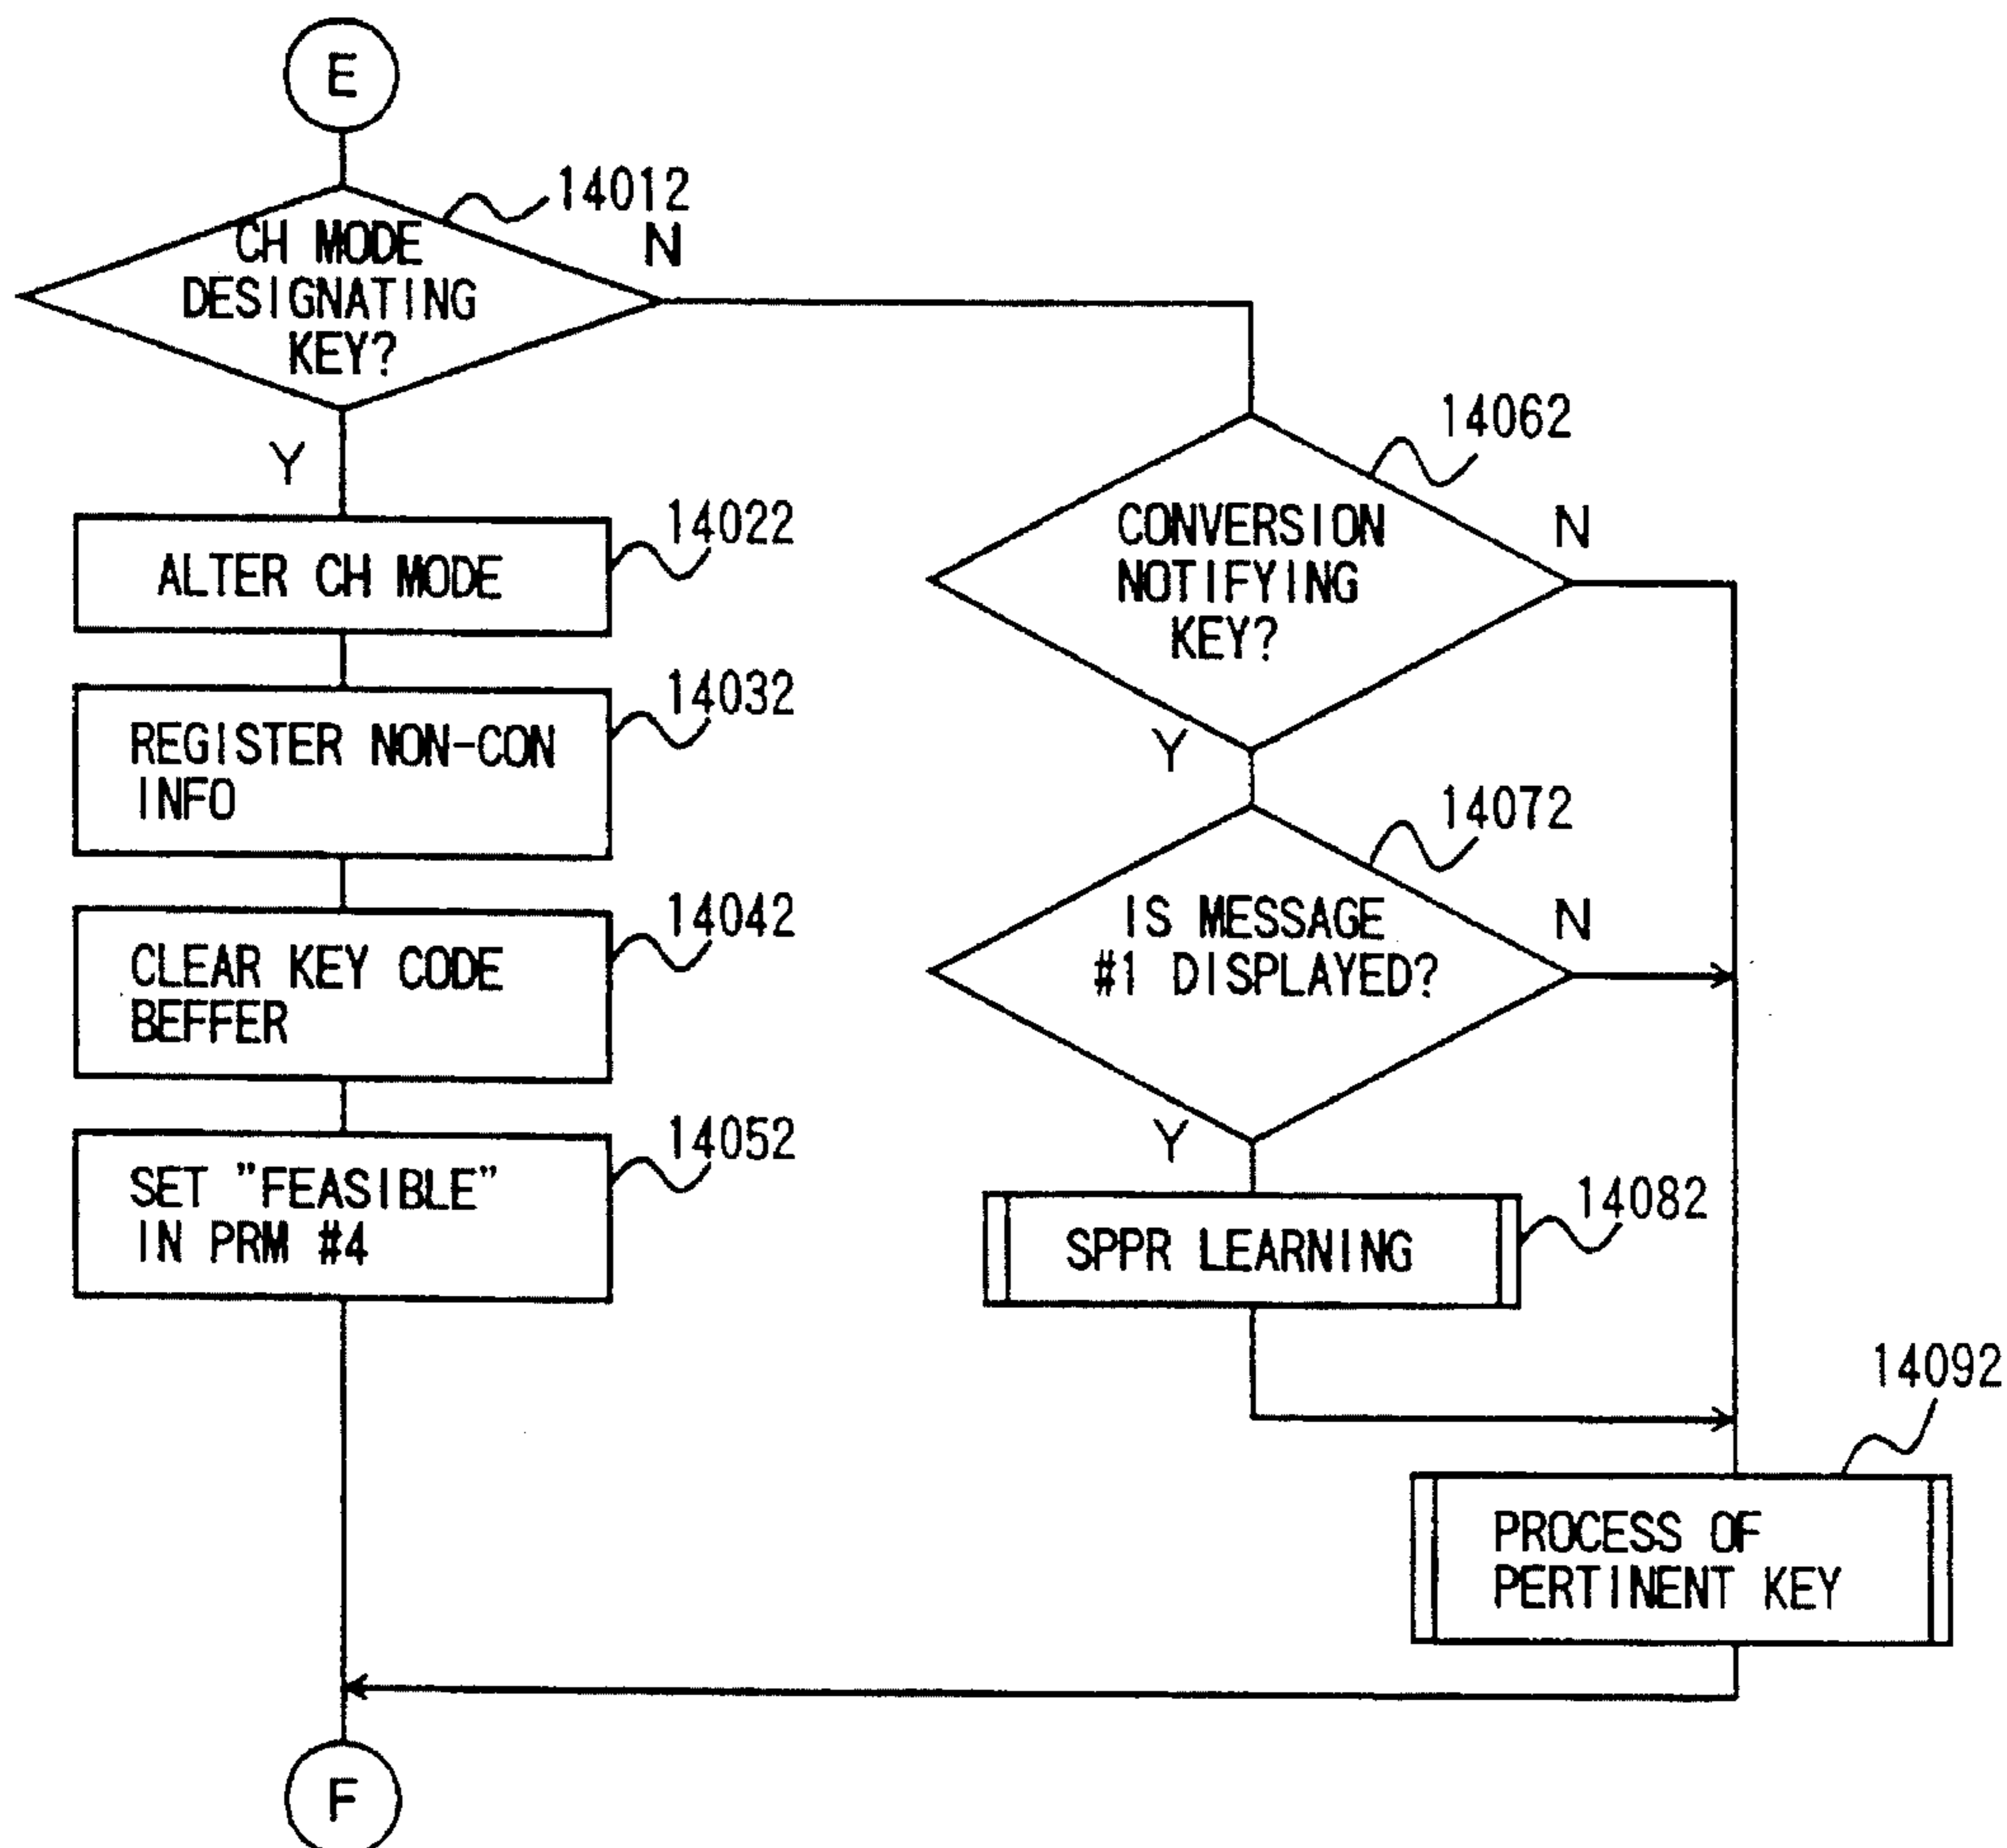 E
14012
CH MODE
DESIGNATING
KEY?
N
Y
14022
ALTER CH MODE
14032
REGISTER NON-CON
INFO
14042
CLEAR KEY CODE
BEFFER
14052
SET "FEASIBLE"
IN PRM #4
14062
CONVERSION
NOTIFYING
KEY?
N
Y
14072
IS MESSAGE
#1 DISPLAYED?
N
Y
14082
SPPR LEARNING
14092
PROCESS OF
PERTINENT KEY
F